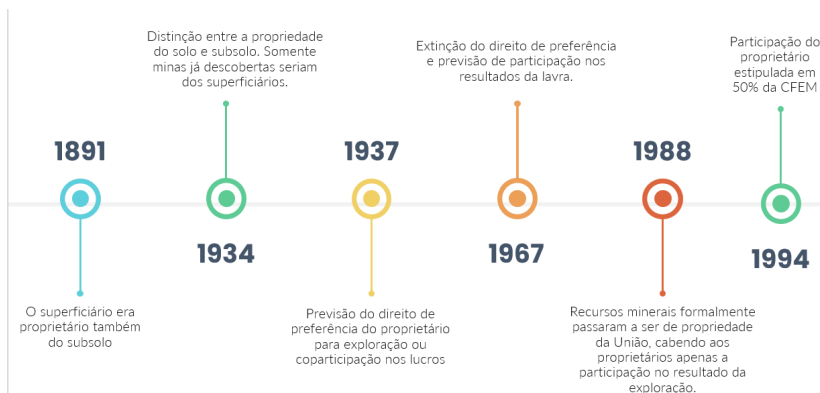 Distinção entre a propriedade
do solo e subsolo. Somente
minas já descobertas seriam
dos superficiários.
Extinção do direito de preferência
e previsão de participação nos
resultados da lavra.
Participação do
proprietário
estipulada em
50% da CFEM
1891
1937
1988
1934
1967
1994
O superficiário era
proprietário também
do subsolo
Previsão do direito de
preferência do proprietário
para exploração ou
coparticipação nos lucros
Recursos minerais formalmente
passaram a ser de propriedade
da União, cabendo aos
proprietários apenas a
participação no resultado da
exploração.